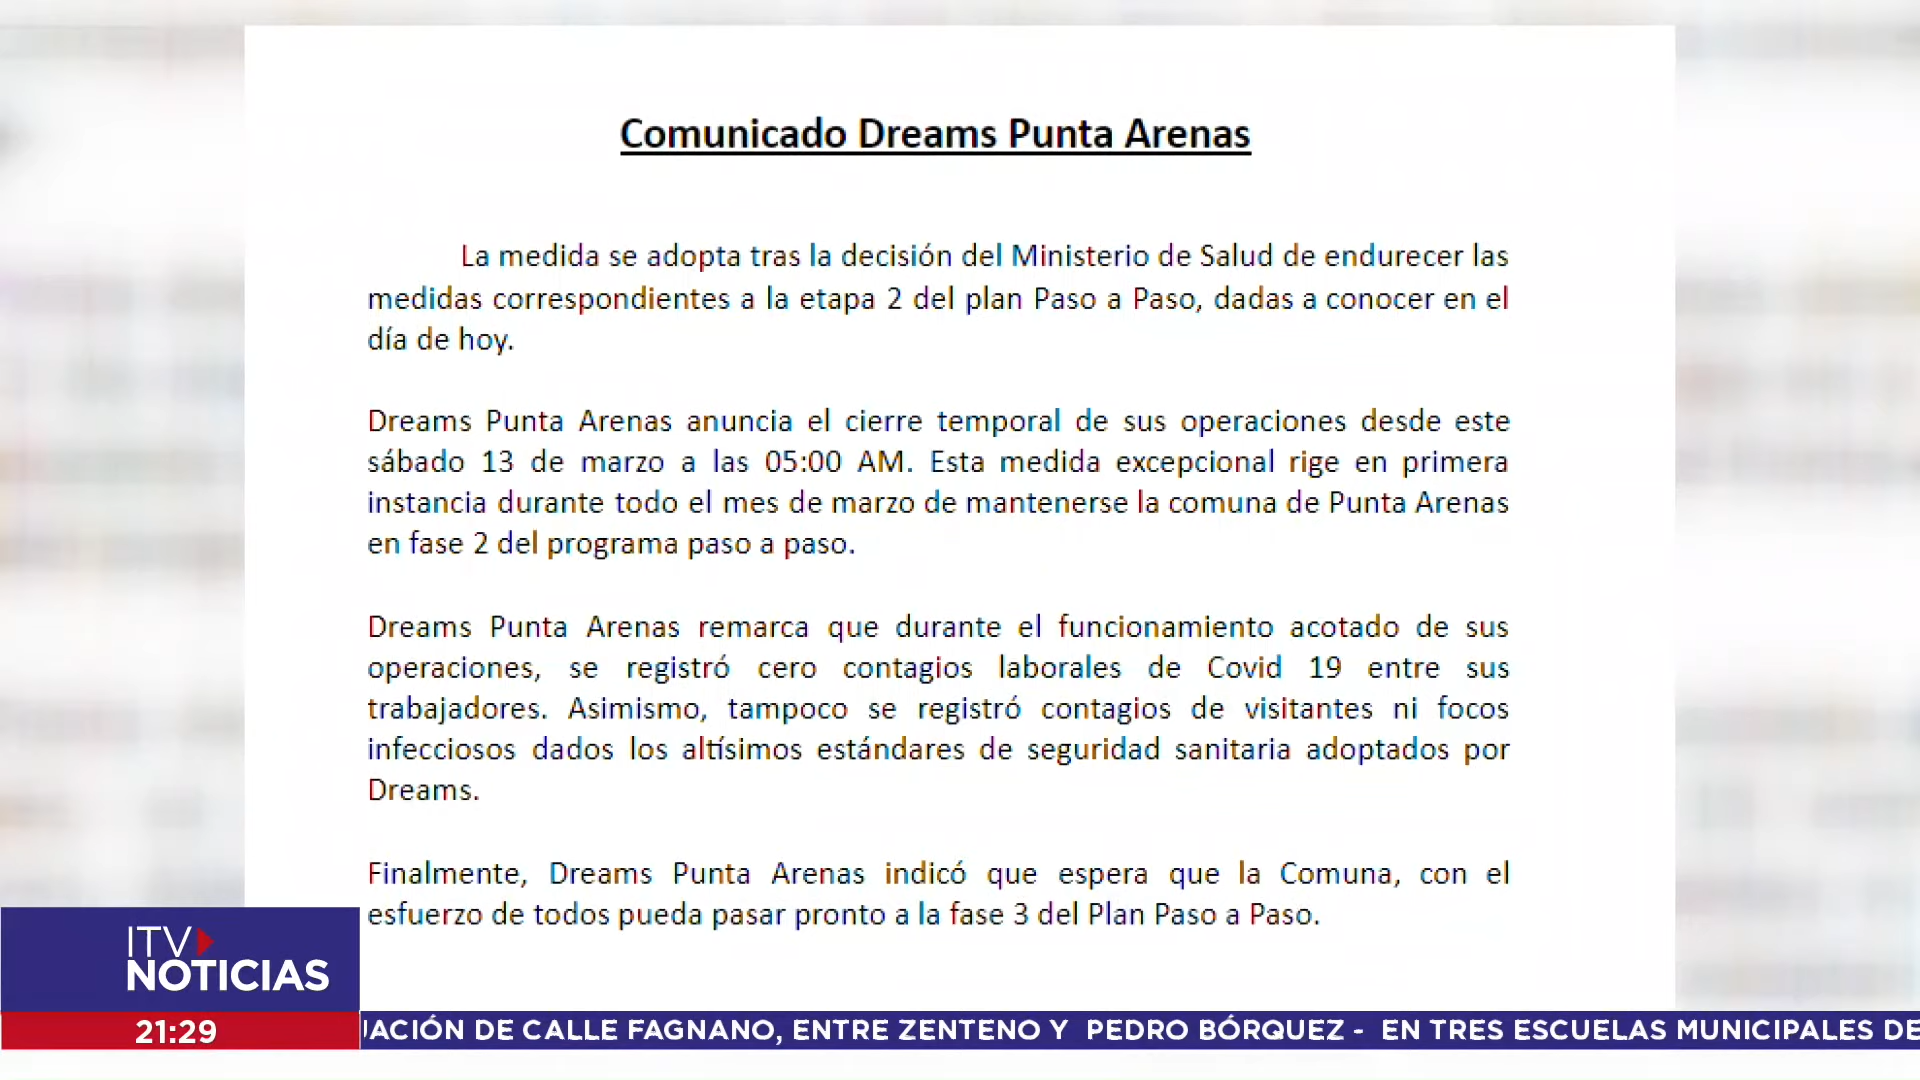 Comunicado Dreams Punta Arenas
La medida se adopta tras la decisión del Ministerio de Salud de endurecer las
medidas correspondientes a la etapa 2 del plan Paso a Paso, dadas a conocer en el
día de hoy.
Dreams Punta Arenas anuncia el cierre temporal de sus operaciones desde este
sábado 13 de marzo a las 05:00 AM. Esta medida excepcional rige en primera
instancia durante todo el mes de marzo de mantenerse la comuna de Punta Arenas
en fase 2 del programa paso a paso.
Dreams Punta Arenas remarca que durante el funcionamiento acotado de sus
operaciones, se registró cero contagios laborales de Covid 19 entre sus
trabajadores. Asimismo, tampoco se registró contagios de visitantes ni focos
infecciosos dados los altísimos estándares de seguridad sanitaria adoptados por
Dreams.
Finalmente, Dreams Punta Arenas indicó que espera que la Comuna, con el
esfuerzo de todos pueda pasar pronto a la fase 3 del Plan Paso a Paso.
ITV
NOTICIAS
21:29
ACIÓN DE CALLE FAGNANO, ENTRE ZENTENO Y PEDRO BÓRQUEZ - EN TRES ESCUELAS MUNICIPALES DE